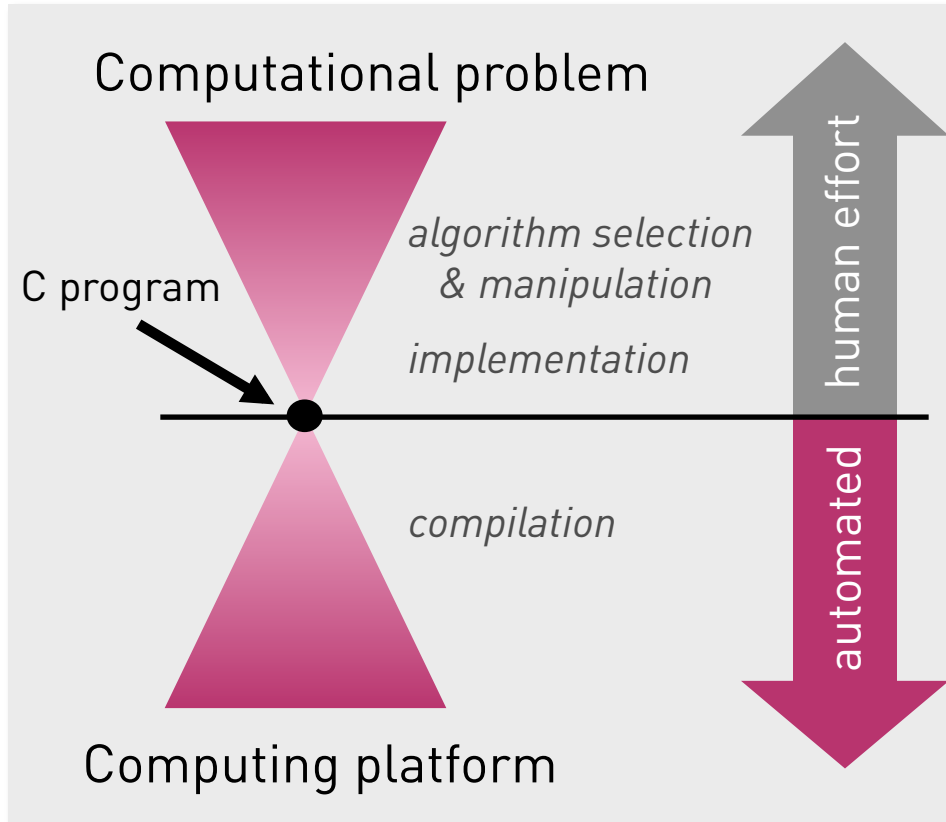 Computational problem
algorithm selection
& manipulation
C program
implementation
compilation
Computing platform
human effort
automated